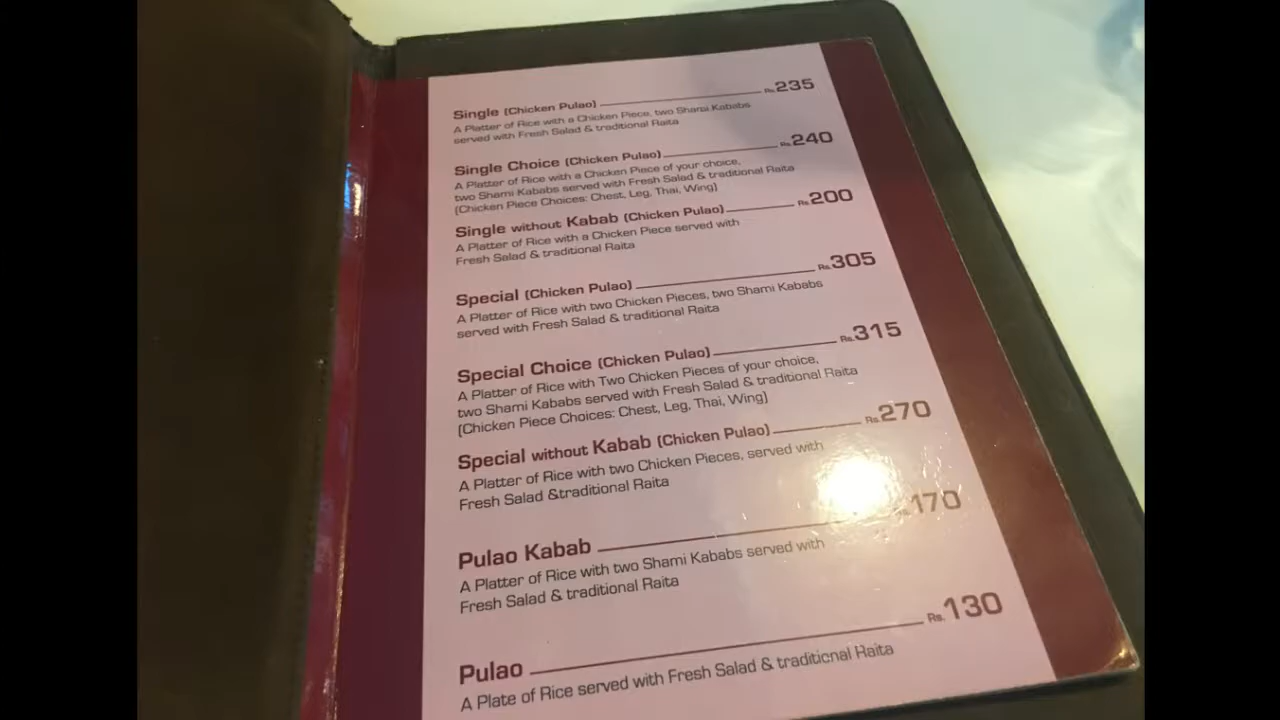 Single (Chicken Pulao) Rs.235
A Platter of Rice with a Chicken Piece, two Shami Kababs
served with Fresh Salad & traditional Raita
Single Choice (Chicken Pulao) Rs.240
A Platter of Rice with a Chicken Piece of your choice,
two Shami Kababs served with Fresh Salad & traditional Raita
(Chicken Piece Choices: Chest, Leg, Thai, Wing)
Single without Kabab (Chicken Pulao) Rs.200
A Platter of Rice with a Chicken Piece served with
Fresh Salad & traditional Raita
Special (Chicken Pulao) Rs.305
A Platter of Rice with two Chicken Pieces, two Shami Kababs
served with Fresh Salad & traditional Raita
Special Choice (Chicken Pulao) Rs.315
A Platter of Rice with Two Chicken Pieces of your choice,
two Shami Kababs served with Fresh Salad & traditional Raita
(Chicken Piece Choices: Chest, Leg, Thai, Wing)
Special without Kabab (Chicken Pulao) Rs.270
A Platter of Rice with two Chicken Pieces, served with
Fresh Salad &traditional Raita
Pulao Kabab Rs.170
A Platter of Rice with two Shami Kababs served with
Fresh Salad & traditional Raita
Pulao Rs.130
A Plate of Rice served with Fresh Salad & traditional Raita